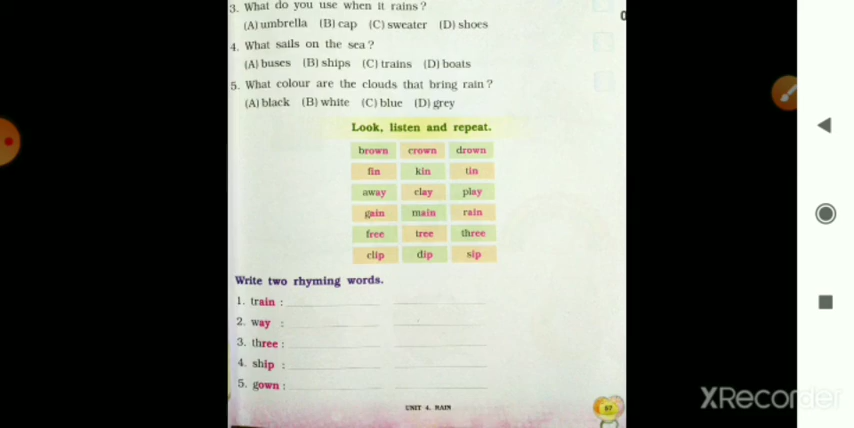 3. What do you use when it rains?
(A) umbrella (B) cap (C) sweater (D) shoes
4. What sails on the sea?
(A) buses (B) ships (C) trains (D) boats
5. What colour are the clouds that bring rain?
(A) black (B) white (C) blue (D) grey
Look, listen and repeat.
brown crown drown
fin kin tin
away clay play
gain main rain
free tree three
clip dip sip
Write two rhyming words.
1. train :
2. way :
3. three :
4. ship :
5. gown :
UNIT 4. RAIN
57
XRecorder